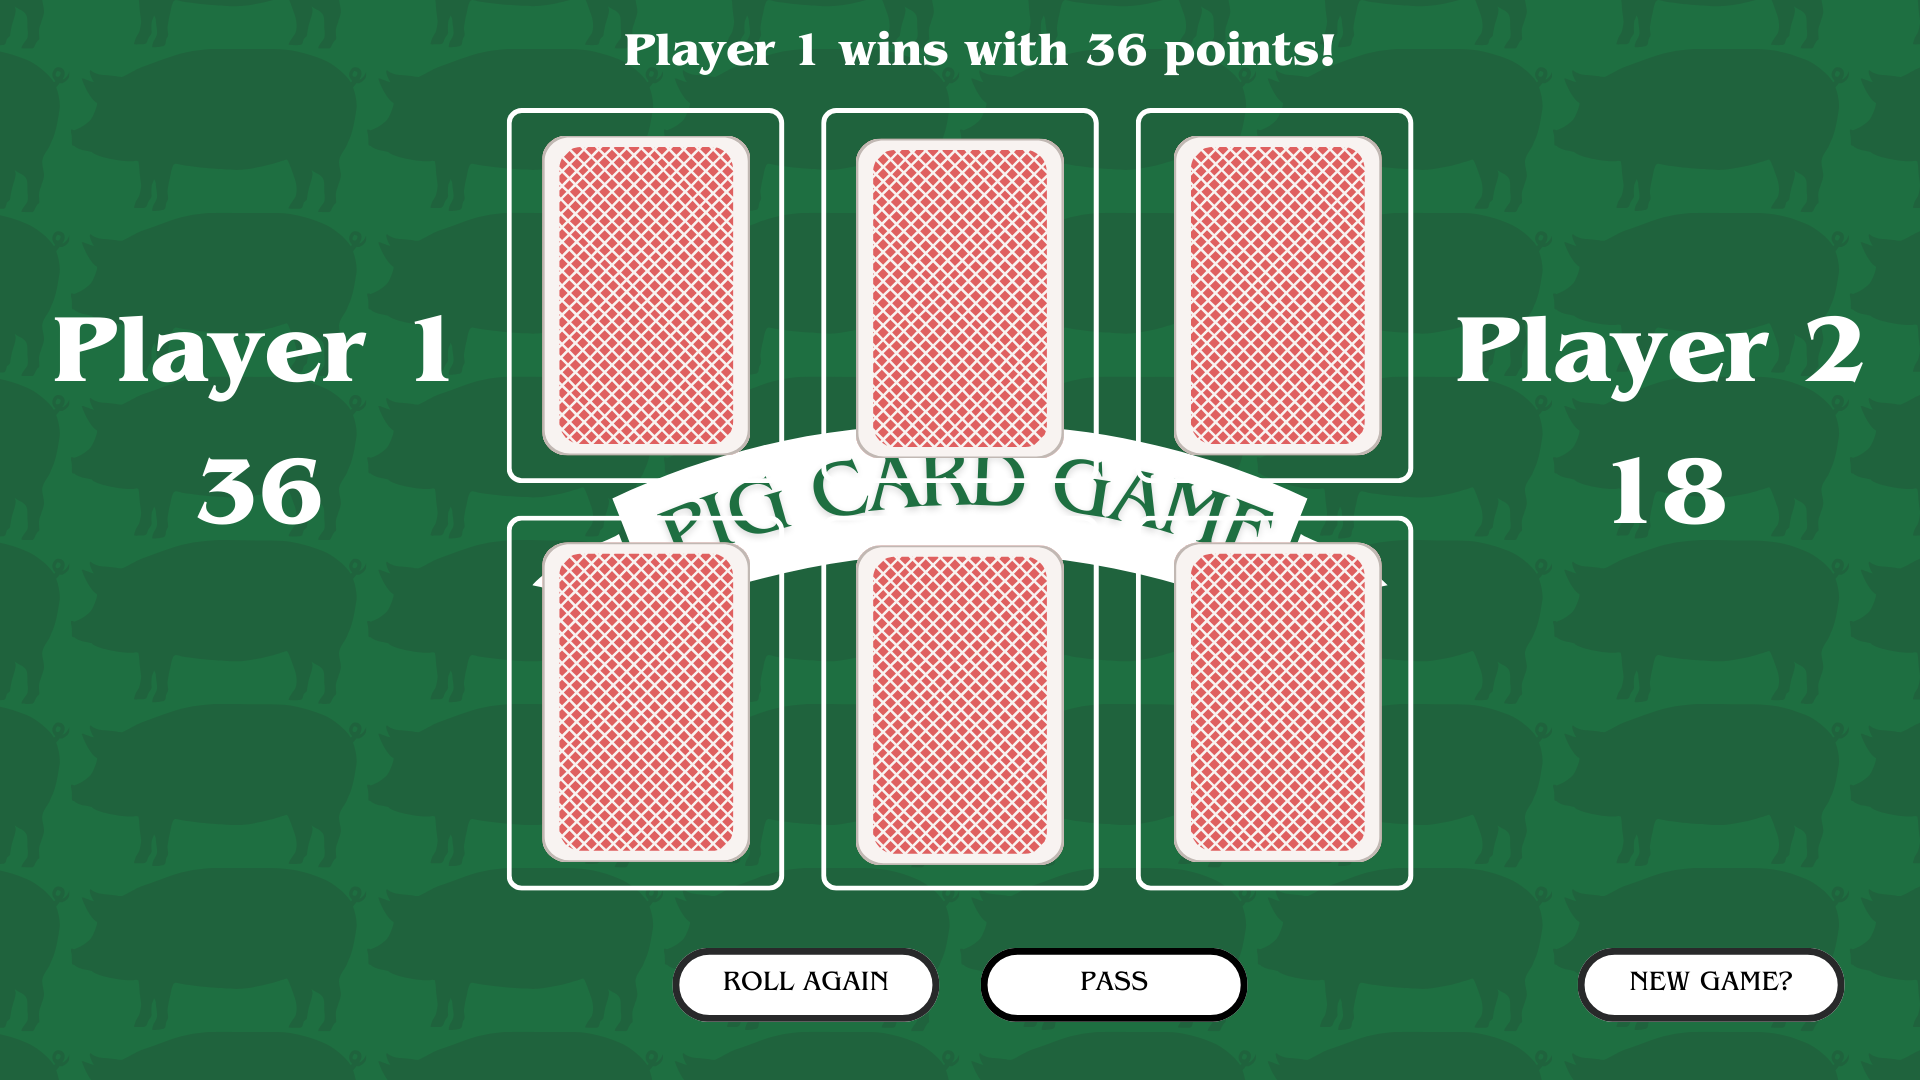 Player 1 wins with 36 points!
Player 1
36
PIG CARD GAME
Player 2
18
ROLL AGAIN
PASS
NEW GAME?